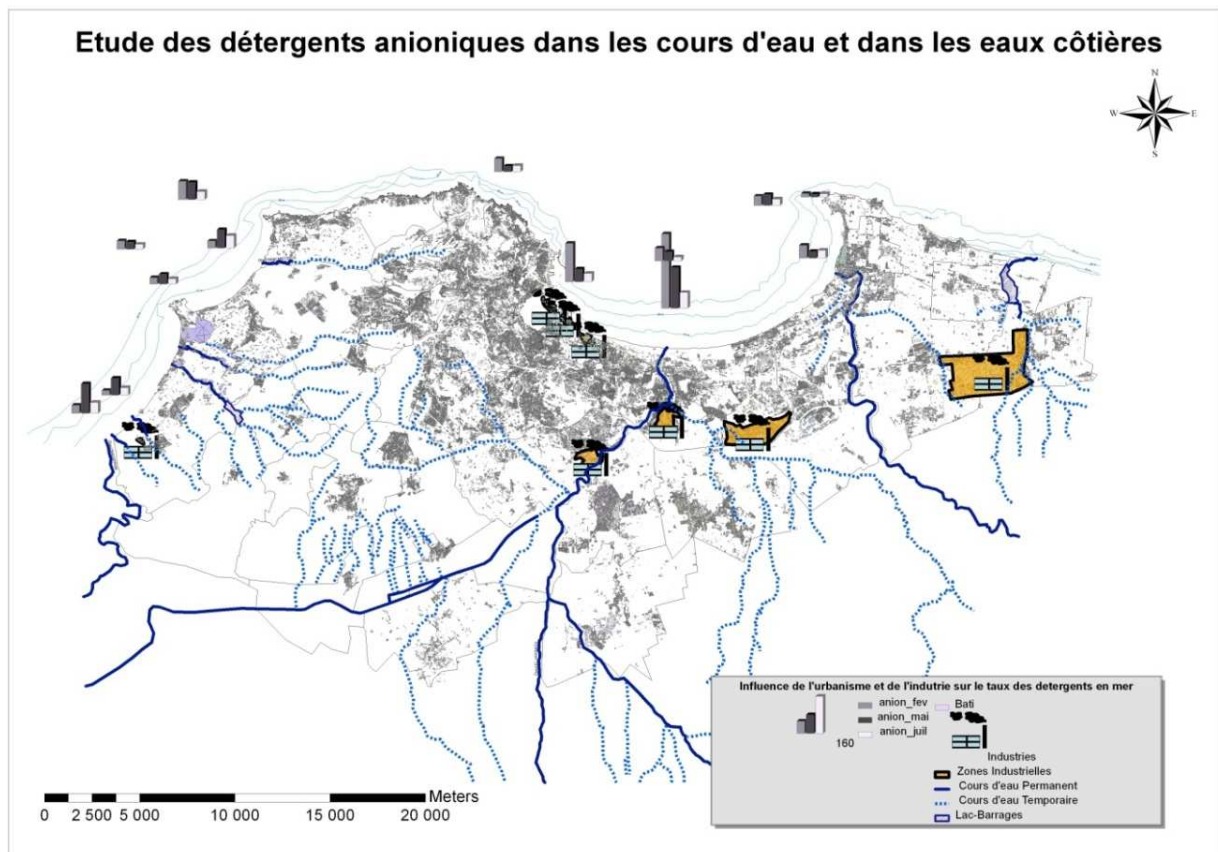 Etude des détergents anioniques dans les cours d'eau et dans les eaux côtières
N
W E
S
Influence de l'urbanisme et de l'indutrie sur le taux des detergents en mer
anion_fev
anion_mai
anion_juil
160
Bati
Industries
Zones Industrielles
Cours d'eau Permanent
Cours d'eau Temporaire
Lac-Barrages
Meters
0 2 500 5 000 10 000 15 000 20 000